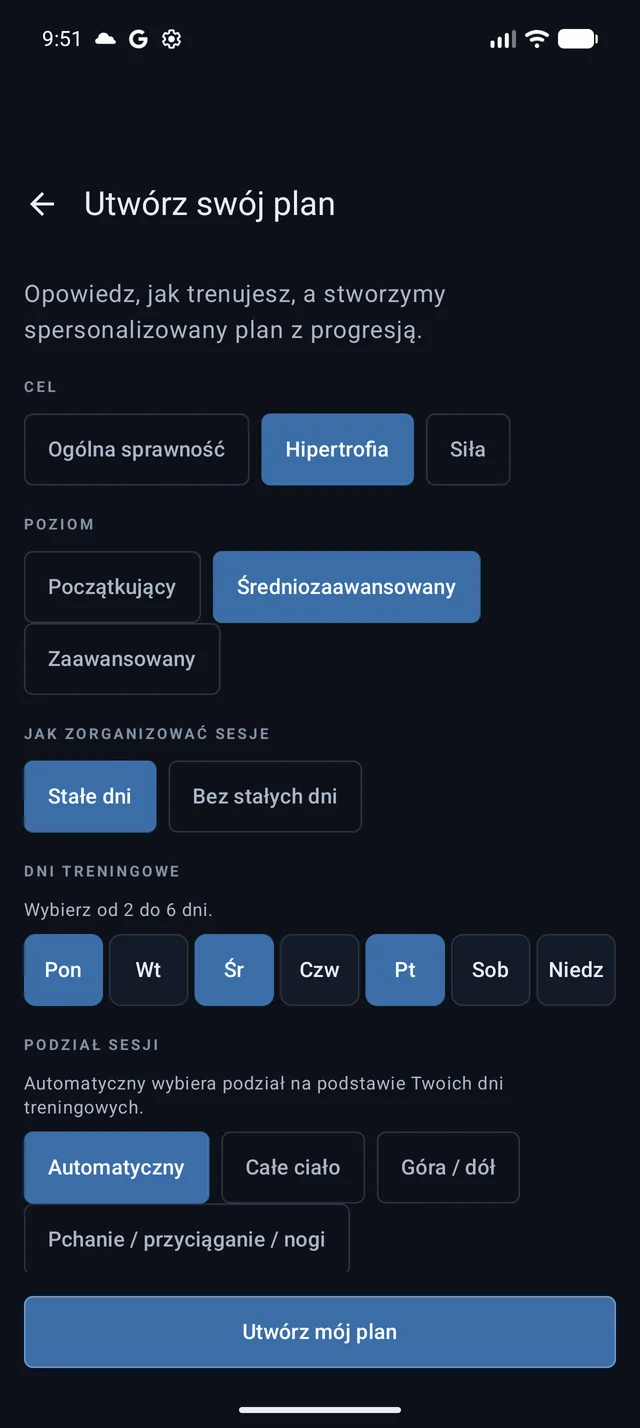 9:51
Utwórz swój plan
Opowiedz, jak trenujesz, a stworzymy
spersonalizowany plan z progresją.
CEL
Ogólna sprawność
Hipertrofia
Siła
POZIOM
Początkujący
Średniozaawansowany
Zaawansowany
JAK ZORGANIZOWAĆ SESJE
Stałe dni
Bez stałych dni
DNI TRENINGOWE
Wybierz od 2 do 6 dni.
Pon
Wt
Śr
Czw
Pt
Sob
Niedz
PODZIAŁ SESJI
Automatyczny wybiera podział na podstawie Twoich dni
treningowych.
Automatyczny
Całe ciało
Góra / dół
Pchanie / przyciąganie / nogi
Utwórz mój plan